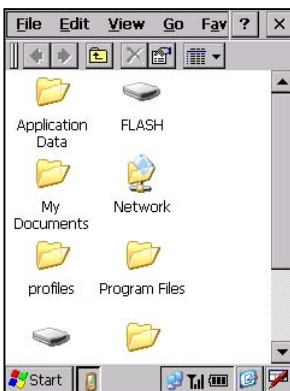 File Edit View Go Fav ? ×
Application Data
FLASH
My Documents
Network
profiles
Program Files
Start